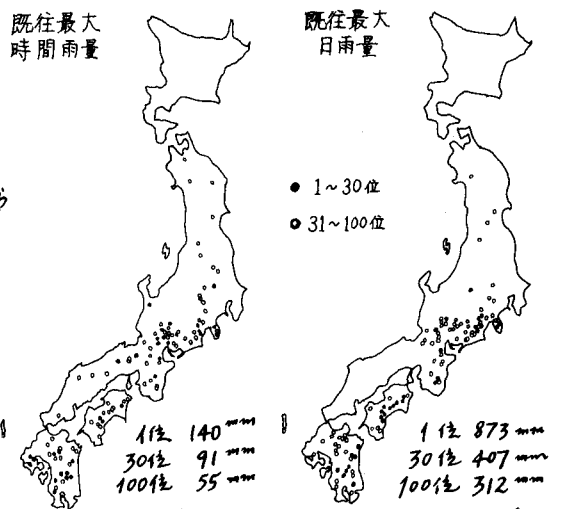 既往最大
時間雨量
既往最大
日雨量
● 1～30位
○ 31～100位
1位 140mm
30位 91mm
100位 55mm
1位 873mm
30位 407mm
100位 312mm